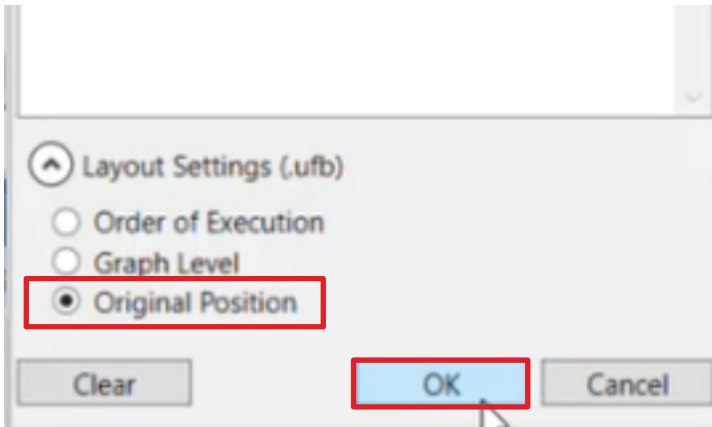 Layout Settings (.ufb)
Order of Execution
Graph Level
Original Position
Clear
OK
Cancel